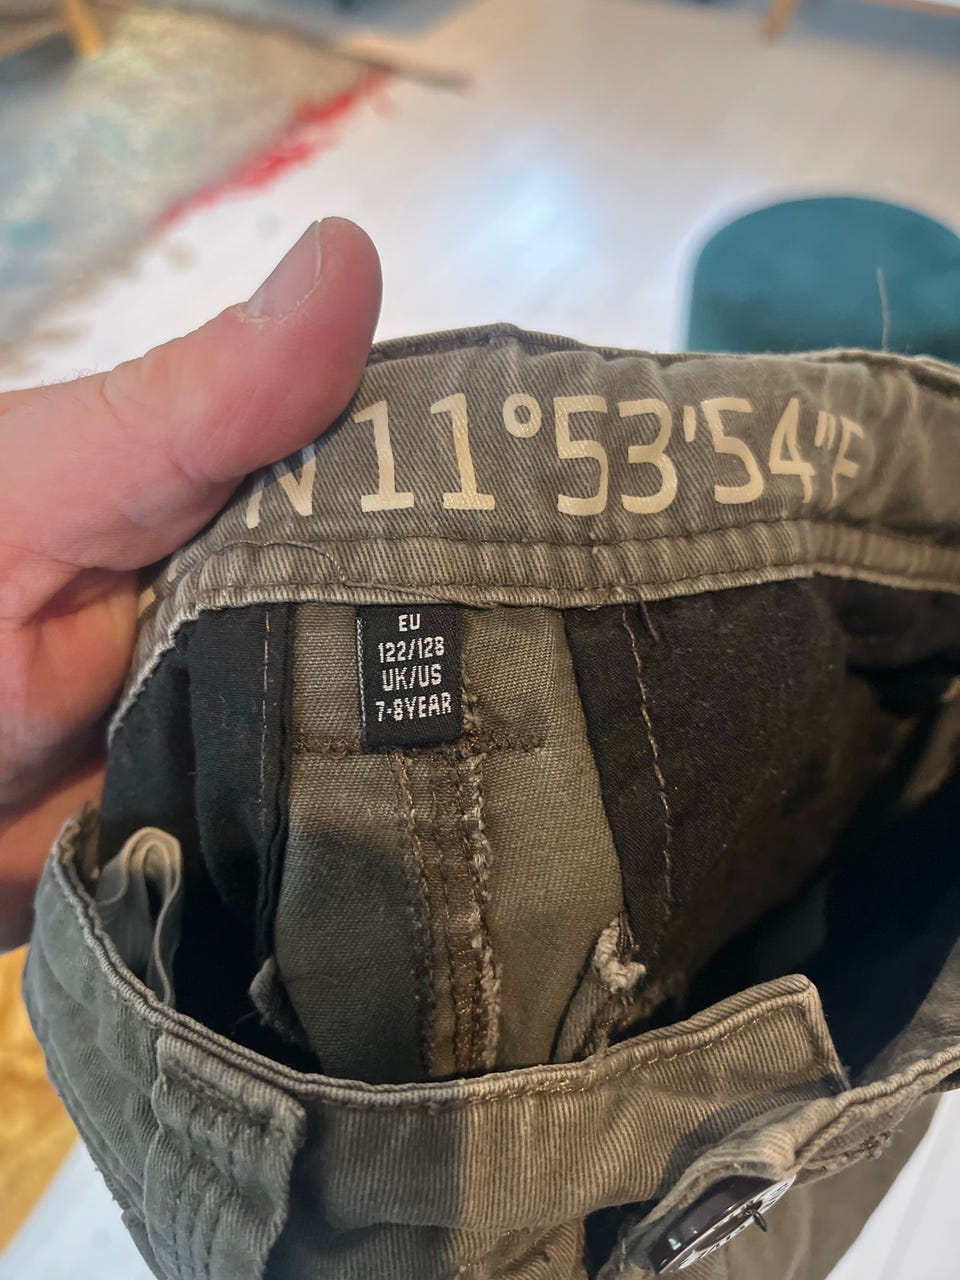 N 11°53'54"E
EU
122/128
UK/US
7-8YEAR